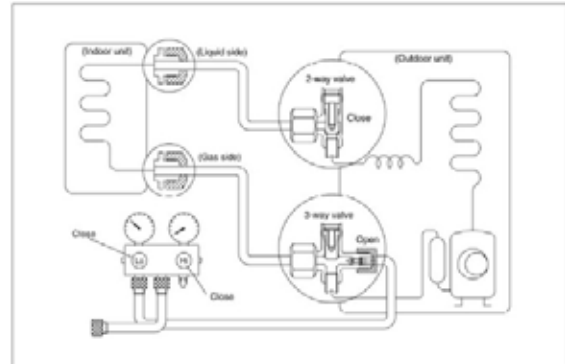 (Indoor unit)
(Liquid side)
(Outdoor unit)
2-way valve
Close
(Gas side)
3-way valve
Open
Close
Lo
Hi
Close